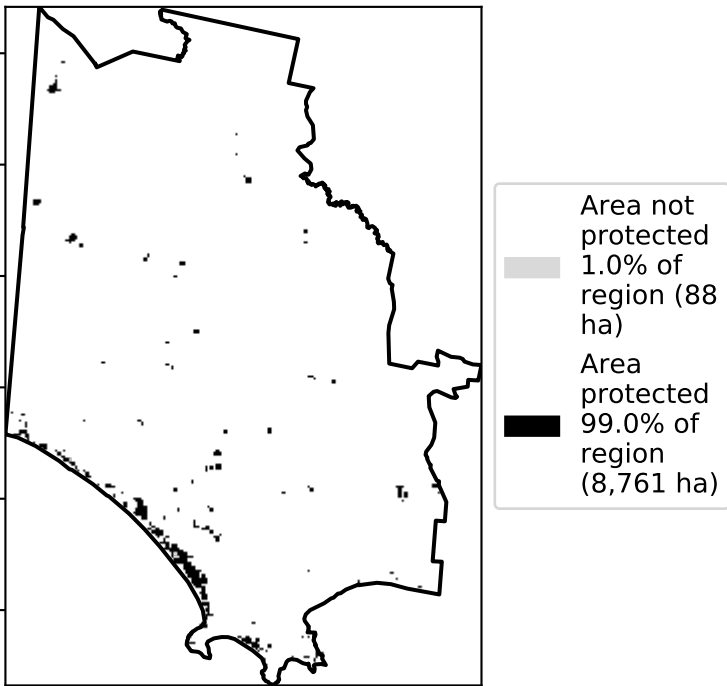 Area not
protected
1.0% of
region (88
ha)
Area
protected
99.0% of
region
(8,761 ha)